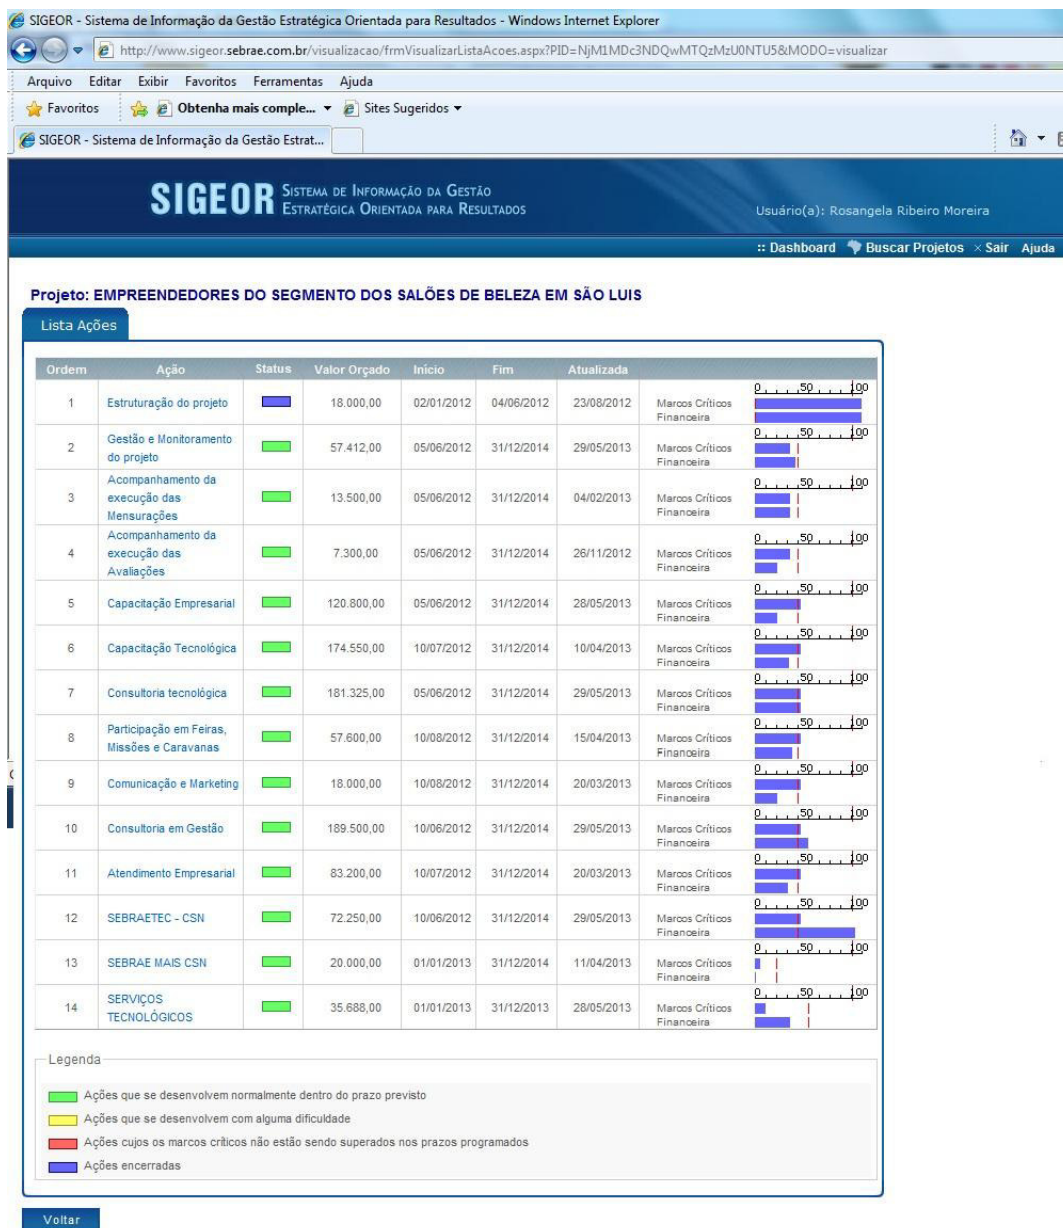 SIGEOR - Sistema de Informação da Gestão Estratégica Orientada para Resultados - Windows Internet Explorer
http://www.sigeor.sebrae.com.br/visualizacao/frmVisualizarListaAcoes.aspx?PID=NjM1MDc3NDQwMTQzMzU0NTU5&MODO=visualizar
Arquivo Editar Exibir Favoritos Ferramentas Ajuda
Favoritos Obtenha mais comple... Sites Sugeridos
SIGEOR - Sistema de Informação da Gestão Estrat...
SIGEOR SISTEMA DE INFORMAÇÃO DA GESTÃO
ESTRATÉGICA ORIENTADA PARA RESULTADOS
Usuário(a): Rosangela Ribeiro Moreira
:: Dashboard Buscar Projetos × Sair Ajuda
Projeto: EMPREENDEDORES DO SEGMENTO DOS SALÕES DE BELEZA EM SÃO LUIS
Lista Ações
Ordem Ação Status Valor Orçado Início Fim Atualizada
1 Estruturação do projeto 18.000,00 02/01/2012 04/06/2012 23/08/2012 Marcos Críticos Financeira 0 50 100
2 Gestão e Monitoramento do projeto 57.412,00 05/06/2012 31/12/2014 29/05/2013 Marcos Críticos Financeira 0 50 100
3 Acompanhamento da execução das Mensurações 13.500,00 05/06/2012 31/12/2014 04/02/2013 Marcos Críticos Financeira 0 50 100
4 Acompanhamento da execução das Avaliações 7.300,00 05/06/2012 31/12/2014 26/11/2012 Marcos Críticos Financeira 0 50 100
5 Capacitação Empresarial 120.800,00 05/06/2012 31/12/2014 28/05/2013 Marcos Críticos Financeira 0 50 100
6 Capacitação Tecnológica 174.550,00 10/07/2012 31/12/2014 10/04/2013 Marcos Críticos Financeira 0 50 100
7 Consultoria tecnológica 181.325,00 05/06/2012 31/12/2014 29/05/2013 Marcos Críticos Financeira 0 50 100
8 Participação em Feiras, Missões e Caravanas 57.600,00 10/08/2012 31/12/2014 15/04/2013 Marcos Críticos Financeira 0 50 100
9 Comunicação e Marketing 18.000,00 10/08/2012 31/12/2014 20/03/2013 Marcos Críticos Financeira 0 50 100
10 Consultoria em Gestão 189.500,00 10/06/2012 31/12/2014 29/05/2013 Marcos Críticos Financeira 0 50 100
11 Atendimento Empresarial 83.200,00 10/07/2012 31/12/2014 20/03/2013 Marcos Críticos Financeira 0 50 100
12 SEBRAETEC - CSN 72.250,00 10/06/2012 31/12/2014 29/05/2013 Marcos Críticos Financeira 0 50 100
13 SEBRAE MAIS CSN 20.000,00 01/01/2013 31/12/2014 11/04/2013 Marcos Críticos Financeira 0 50 100
14 SERVIÇOS TECNOLÓGICOS 35.688,00 01/01/2013 31/12/2013 28/05/2013 Marcos Críticos Financeira 0 50 100
Legenda
Ações que se desenvolvem normalmente dentro do prazo previsto
Ações que se desenvolvem com alguma dificuldade
Ações cujos os marcos críticos não estão sendo superados nos prazos programados
Ações encerradas
Voltar